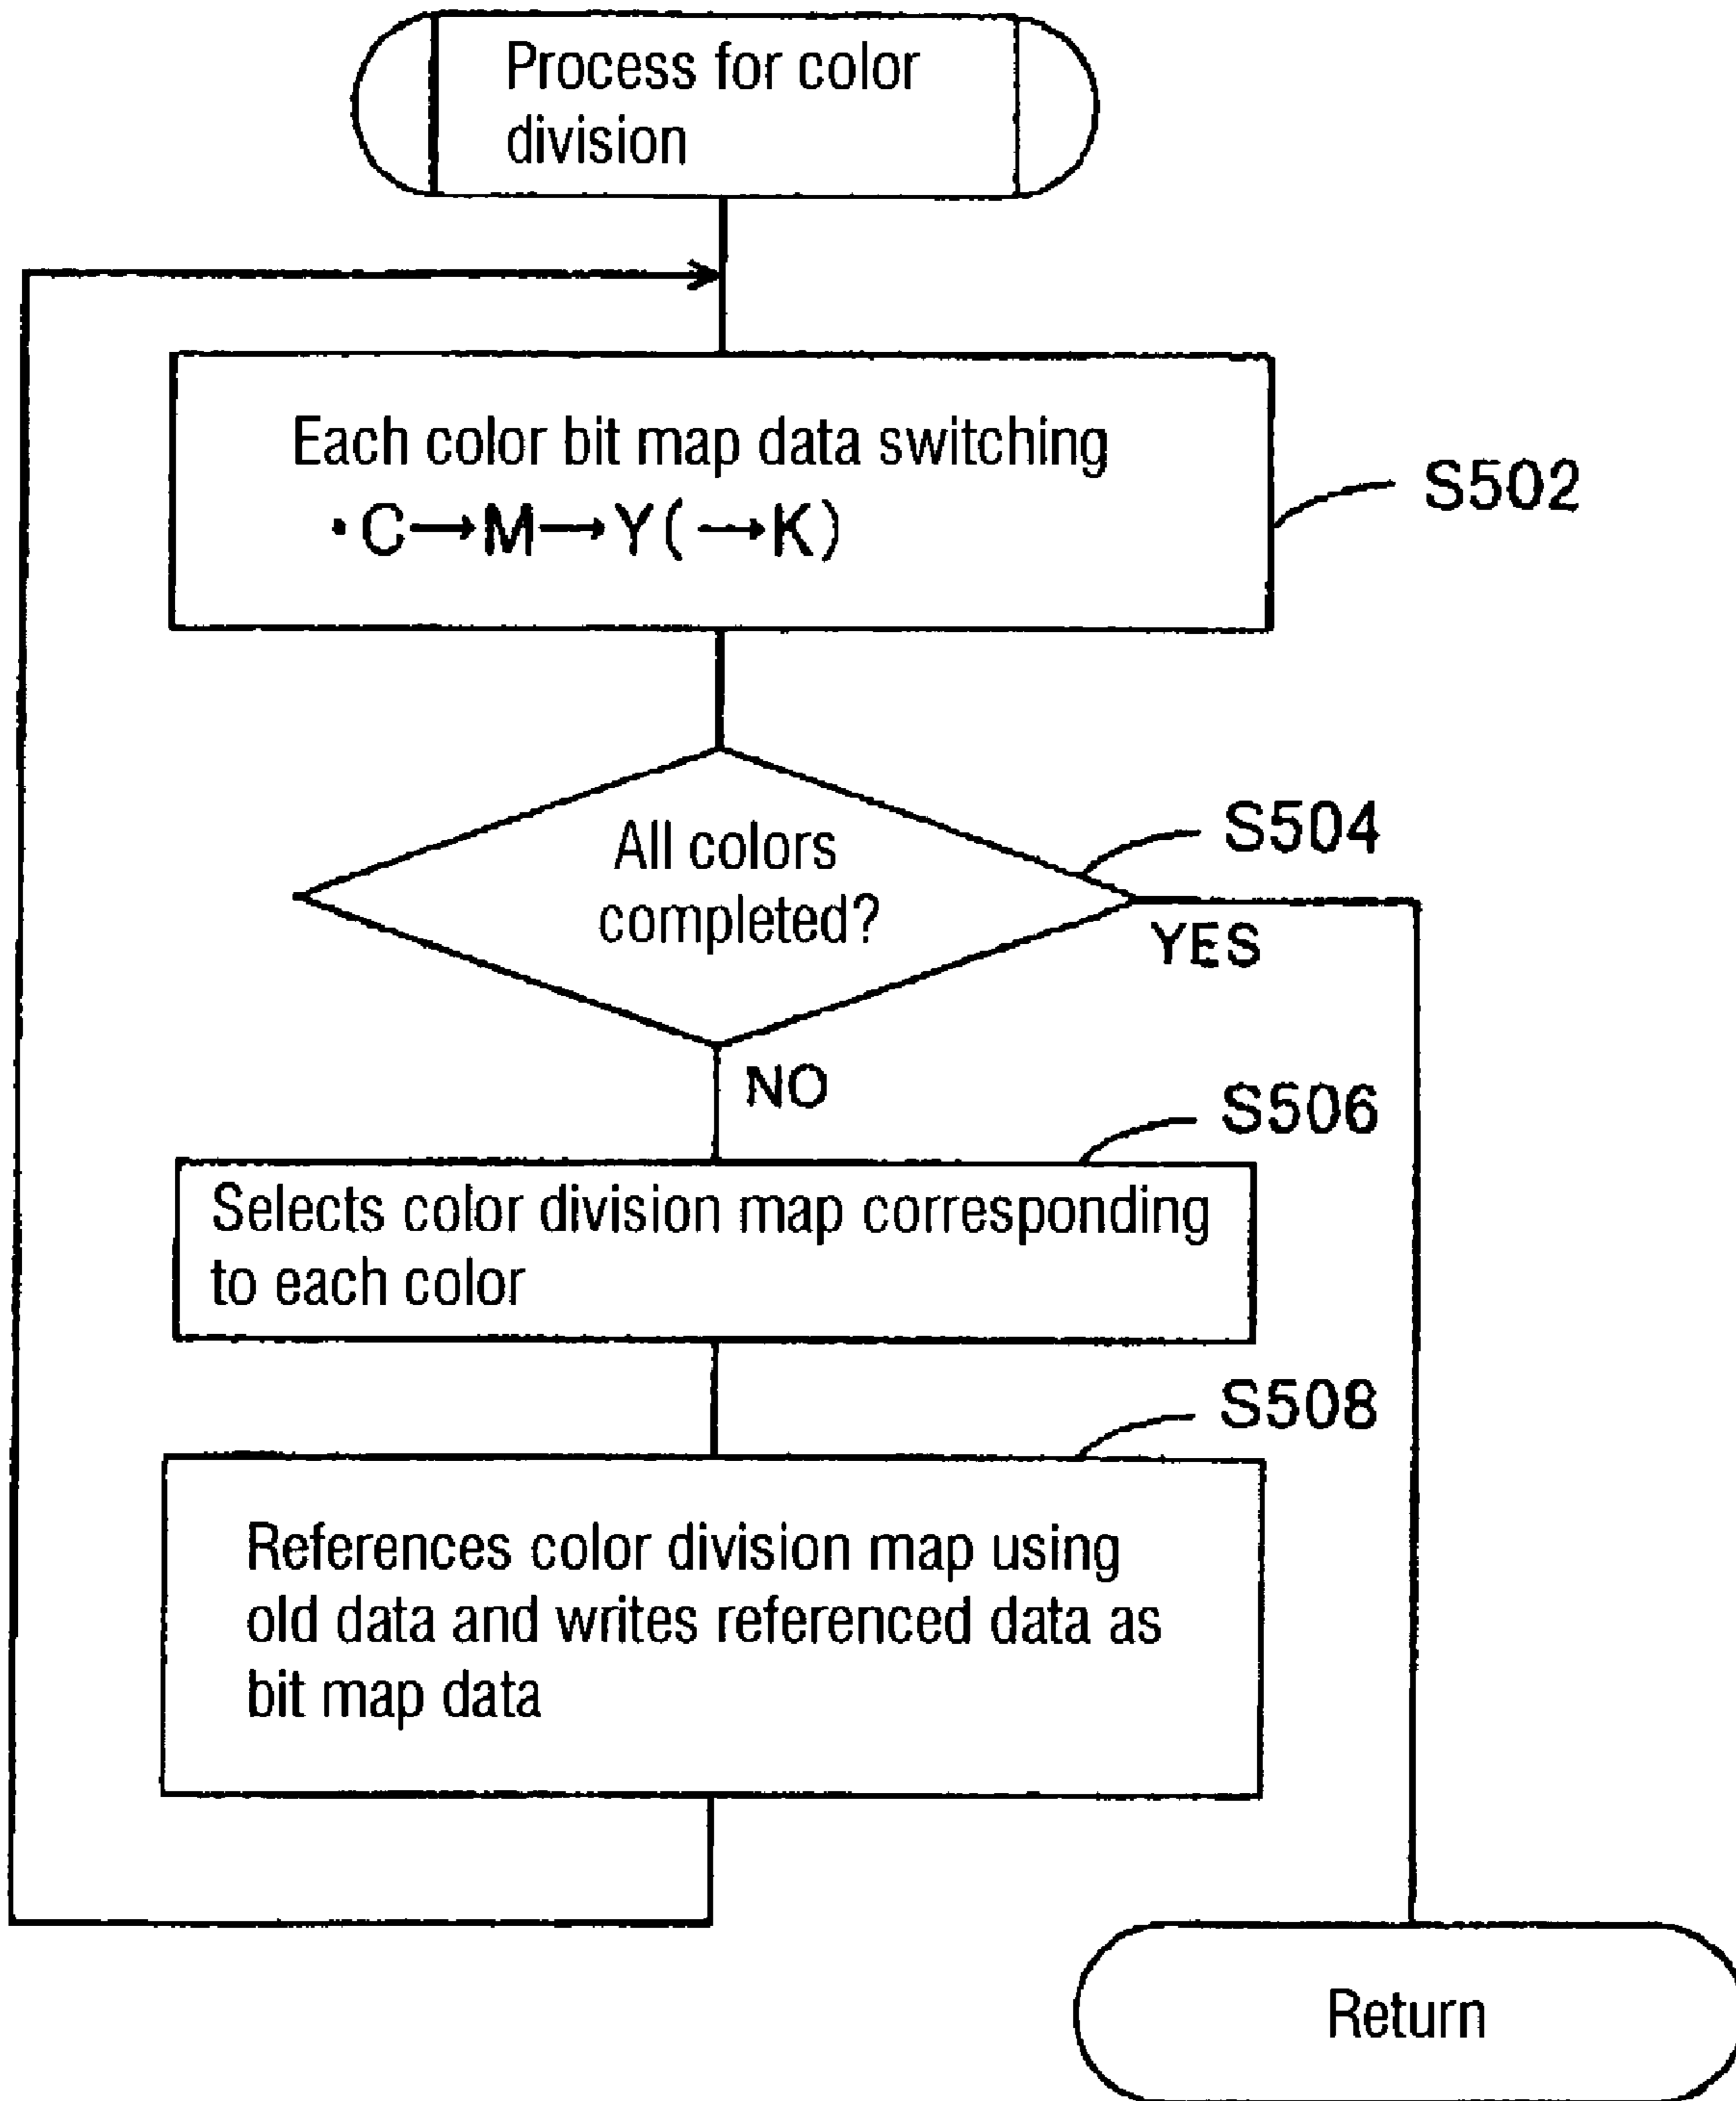 Process for color
division
Each color bit map data switching
・C→M→Y(→K)
S502
All colors
completed?
S504
YES
NO
S506
Selects color division map corresponding
to each color
S508
References color division map using
old data and writes referenced data as
bit map data
Return